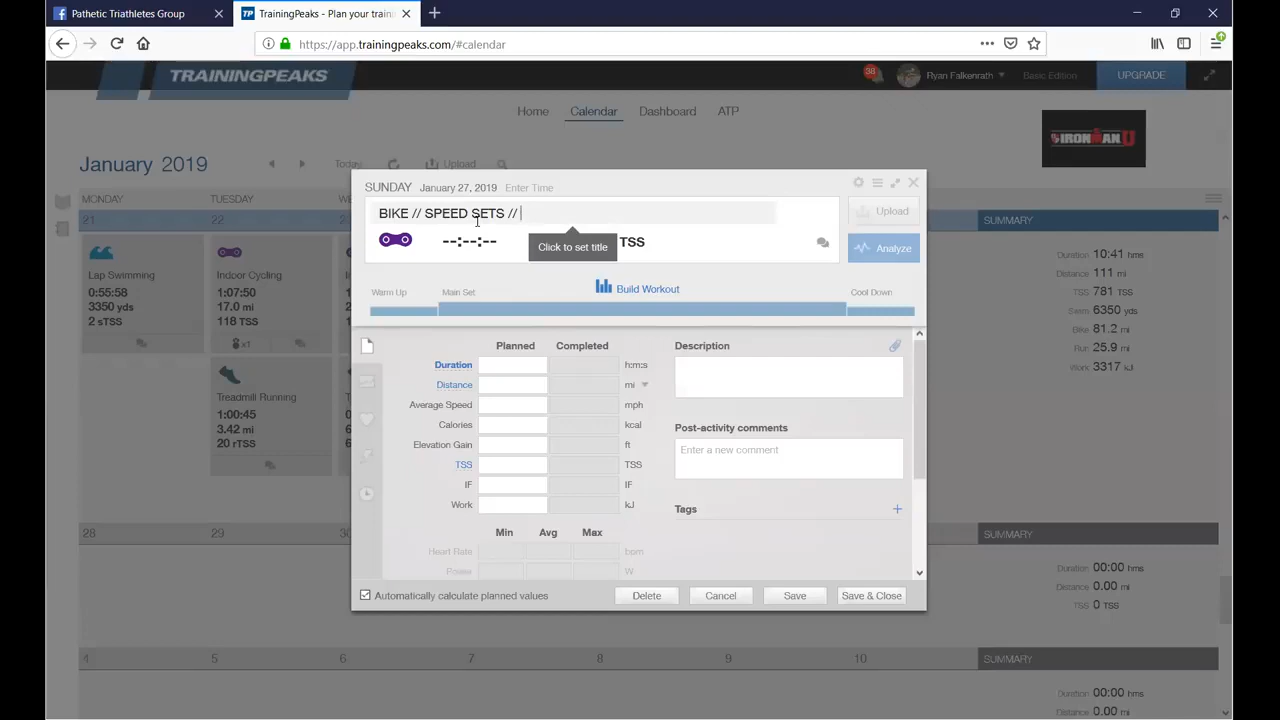 Pathetic Triathletes Group
TrainingPeaks - Plan your traini
https://app.trainingpeaks.com/#calendar
TRAININGPEAKS
38
Ryan Falkenrath
Basic Edition
UPGRADE
Home
Calendar
Dashboard
ATP
IRONMAN U
January 2019
Today
Upload
MONDAY
TUESDAY
SUMMARY
21
22
Lap Swimming
0:55:58
3350 yds
2 sTSS
Indoor Cycling
1:07:50
17.0 mi
118 TSS
x1
Treadmill Running
1:00:45
3.42 mi
20 rTSS
Duration 10:41 hms
Distance 111 mi
TSS 781 TSS
Swim 6350 yds
Bike 81.2 mi
Run 25.9 mi
Work 3317 kJ
SUNDAY January 27, 2019 Enter Time
BIKE // SPEED SETS //
Click to set title
--:--:--
TSS
Upload
Analyze
Warm Up
Main Set
Build Workout
Cool Down
Planned
Completed
Duration h:m:s
Distance mi
Average Speed mph
Calories kcal
Elevation Gain ft
TSS TSS
IF IF
Work kJ
Min Avg Max
Heart Rate bpm
Power W
Description
Post-activity comments
Enter a new comment
Tags
Automatically calculate planned values
Delete
Cancel
Save
Save & Close
28
29
SUMMARY
Duration 00:00 hms
Distance 0.00 mi
TSS 0 TSS
4
5
6
7
8
9
10
SUMMARY
Duration 00:00 hms
Distance 0.00 mi